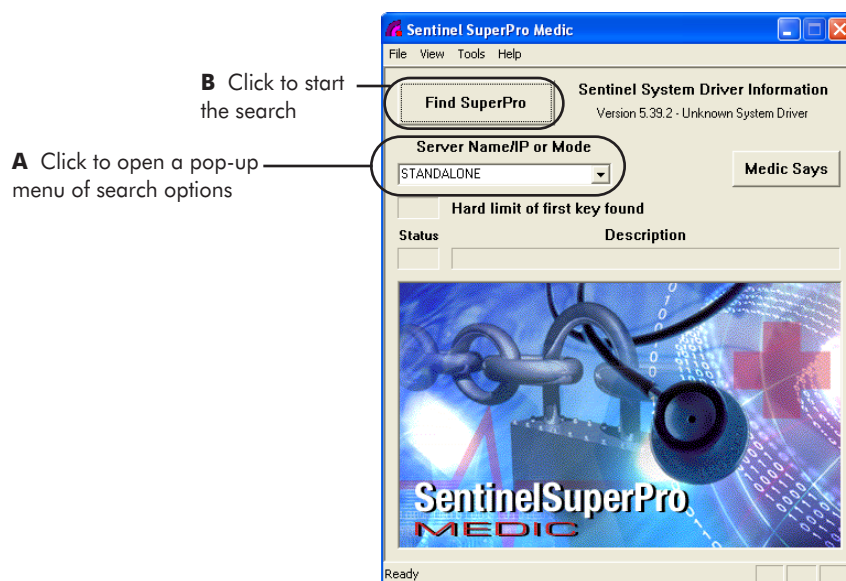 Sentinel SuperPro Medic
File View Tools Help
B Click to start
the search
Find SuperPro
Sentinel System Driver Information
Version 5.39.2 - Unknown System Driver
A Click to open a pop-up
menu of search options
Server Name/IP or Mode
STANDALONE
Medic Says
Hard limit of first key found
Status Description
SentinelSuperPro
MEDIC
Ready